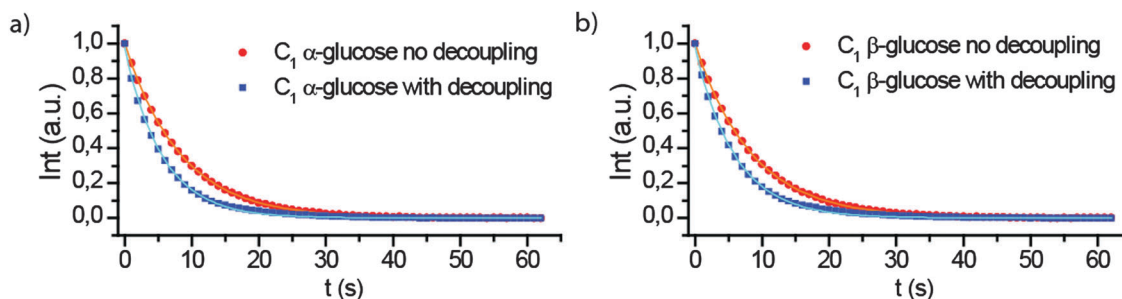 a)
Int (a.u.)
1,0
0,8
0,6
0,4
0,2
0,0
C₁ α-glucose no decoupling
C₁ α-glucose with decoupling
0 10 20 30 40 50 60
t (s)
b)
Int (a.u.)
1,0
0,8
0,6
0,4
0,2
0,0
C₁ β-glucose no decoupling
C₁ β-glucose with decoupling
0 10 20 30 40 50 60
t (s)